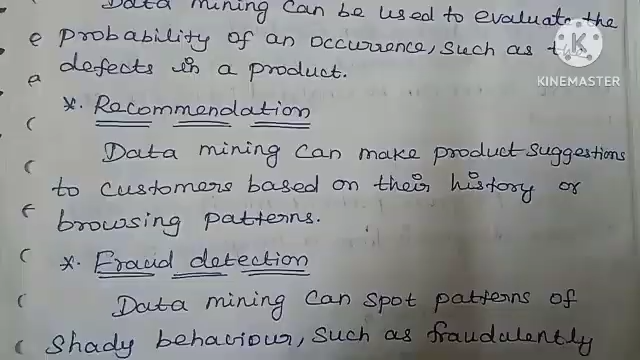 Data mining can be used to evaluate the
probability of an occurrence, such as the
defects in a product.
*. Recommendation
Data mining can make product suggestions
to customers based on their history or
browsing patterns.
*. Fraud detection
Data mining can spot patterns of
shady behaviour, such as fraudalently
K
KINEMASTER